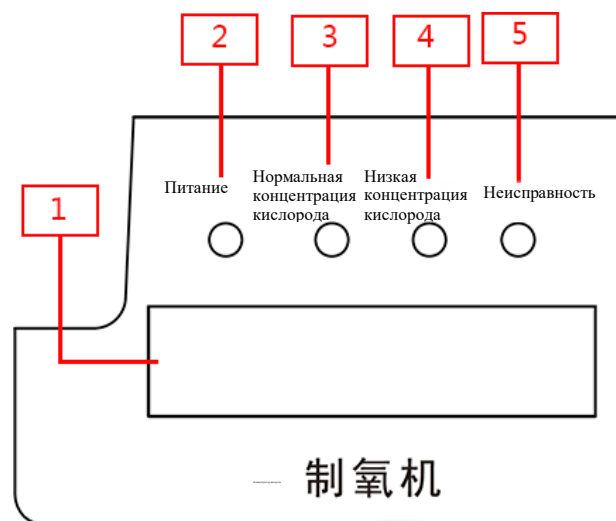 2 3 4 5
Питание
Нормальная
концентрация
кислорода
Низкая
концентрация
кислорода
Неисправность
1
制氧机